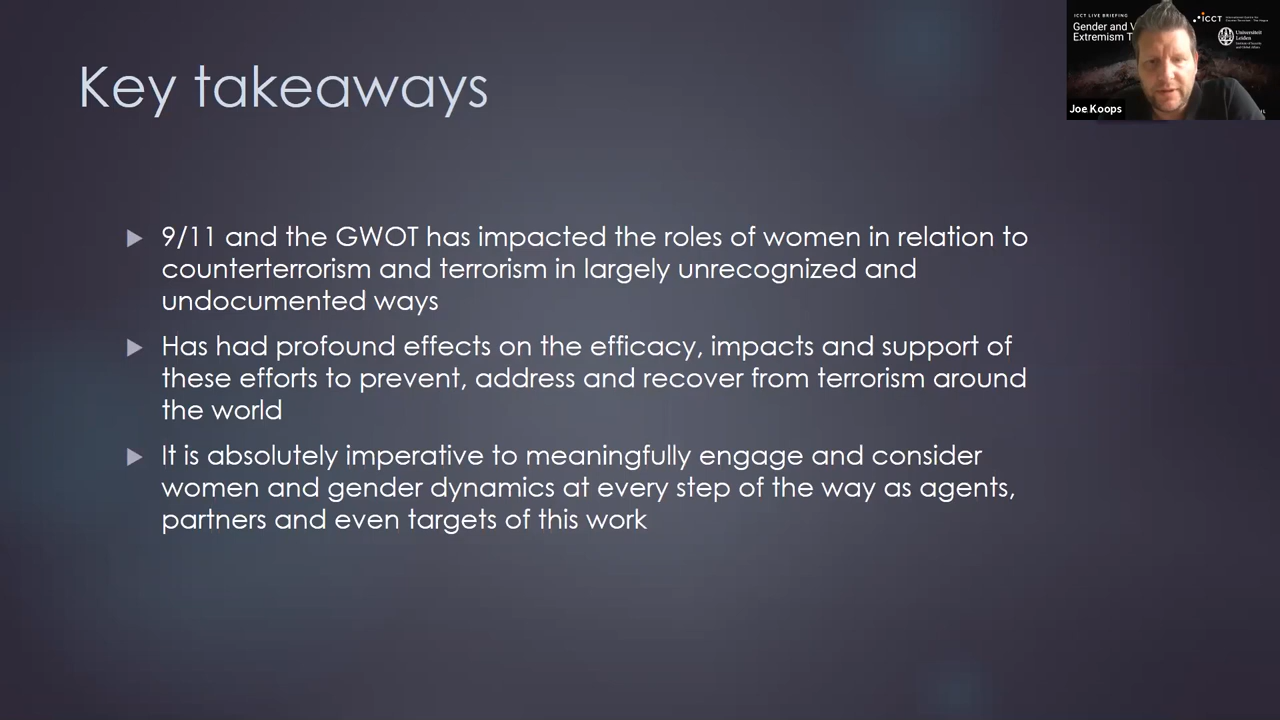 Key takeaways
9/11 and the GWOT has impacted the roles of women in relation to
counterterrorism and terrorism in largely unrecognized and
undocumented ways
Has had profound effects on the efficacy, impacts and support of
these efforts to prevent, address and recover from terrorism around
the world
It is absolutely imperative to meaningfully engage and consider
women and gender dynamics at every step of the way as agents,
partners and even targets of this work
ICCT LIVE BRIEFING
Gender and V
Extremism T
ICCT
Universiteit
Leiden
Joe Koops